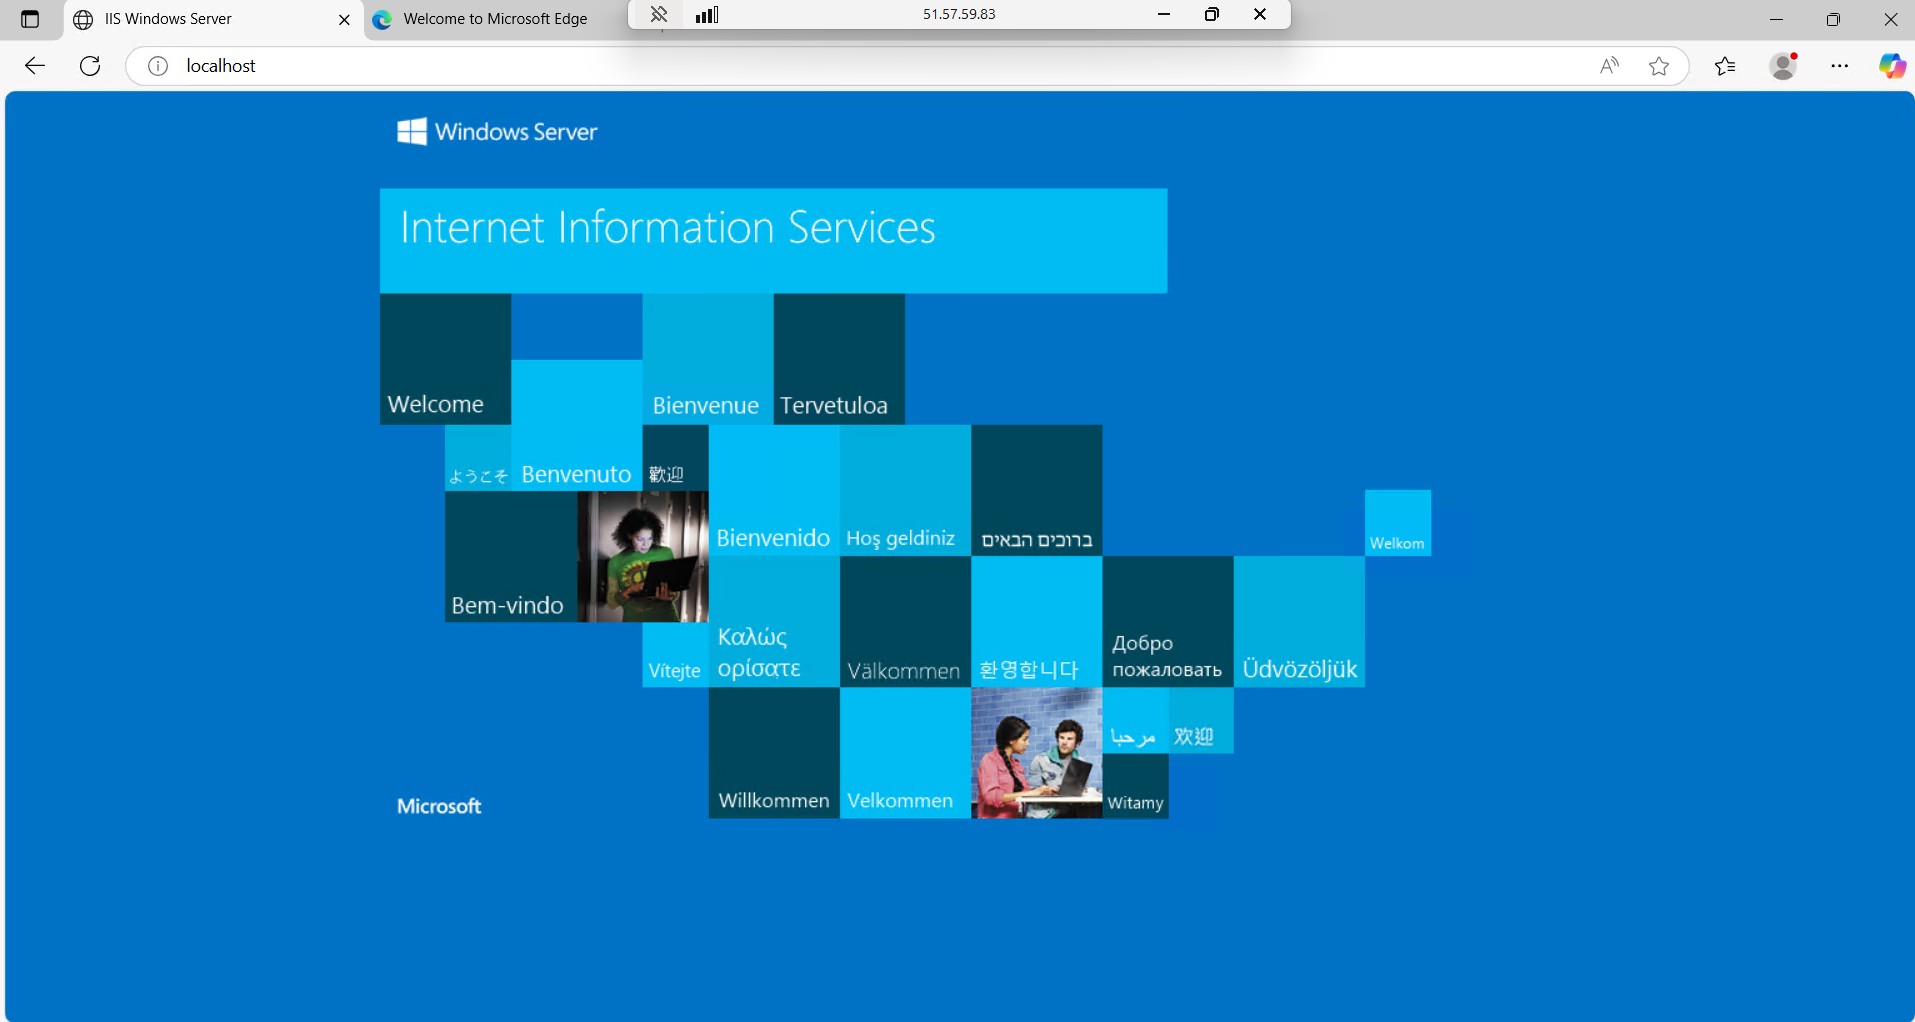 IIS Windows Server
Welcome to Microsoft Edge
51.57.59.83
localhost
Windows Server
Internet Information Services
Welcome
Bienvenue
Tervetuloa
ようこそ
Benvenuto
歡迎
Bienvenido
Hoş geldiniz
ברוכים הבאים
Welkom
Bem-vindo
Vítejte
Καλώς
ορίσατε
Välkommen
환영합니다
Добро
пожаловать
Üdvözöljük
Microsoft
Willkommen
Velkommen
مرحبا
欢迎
Witamy